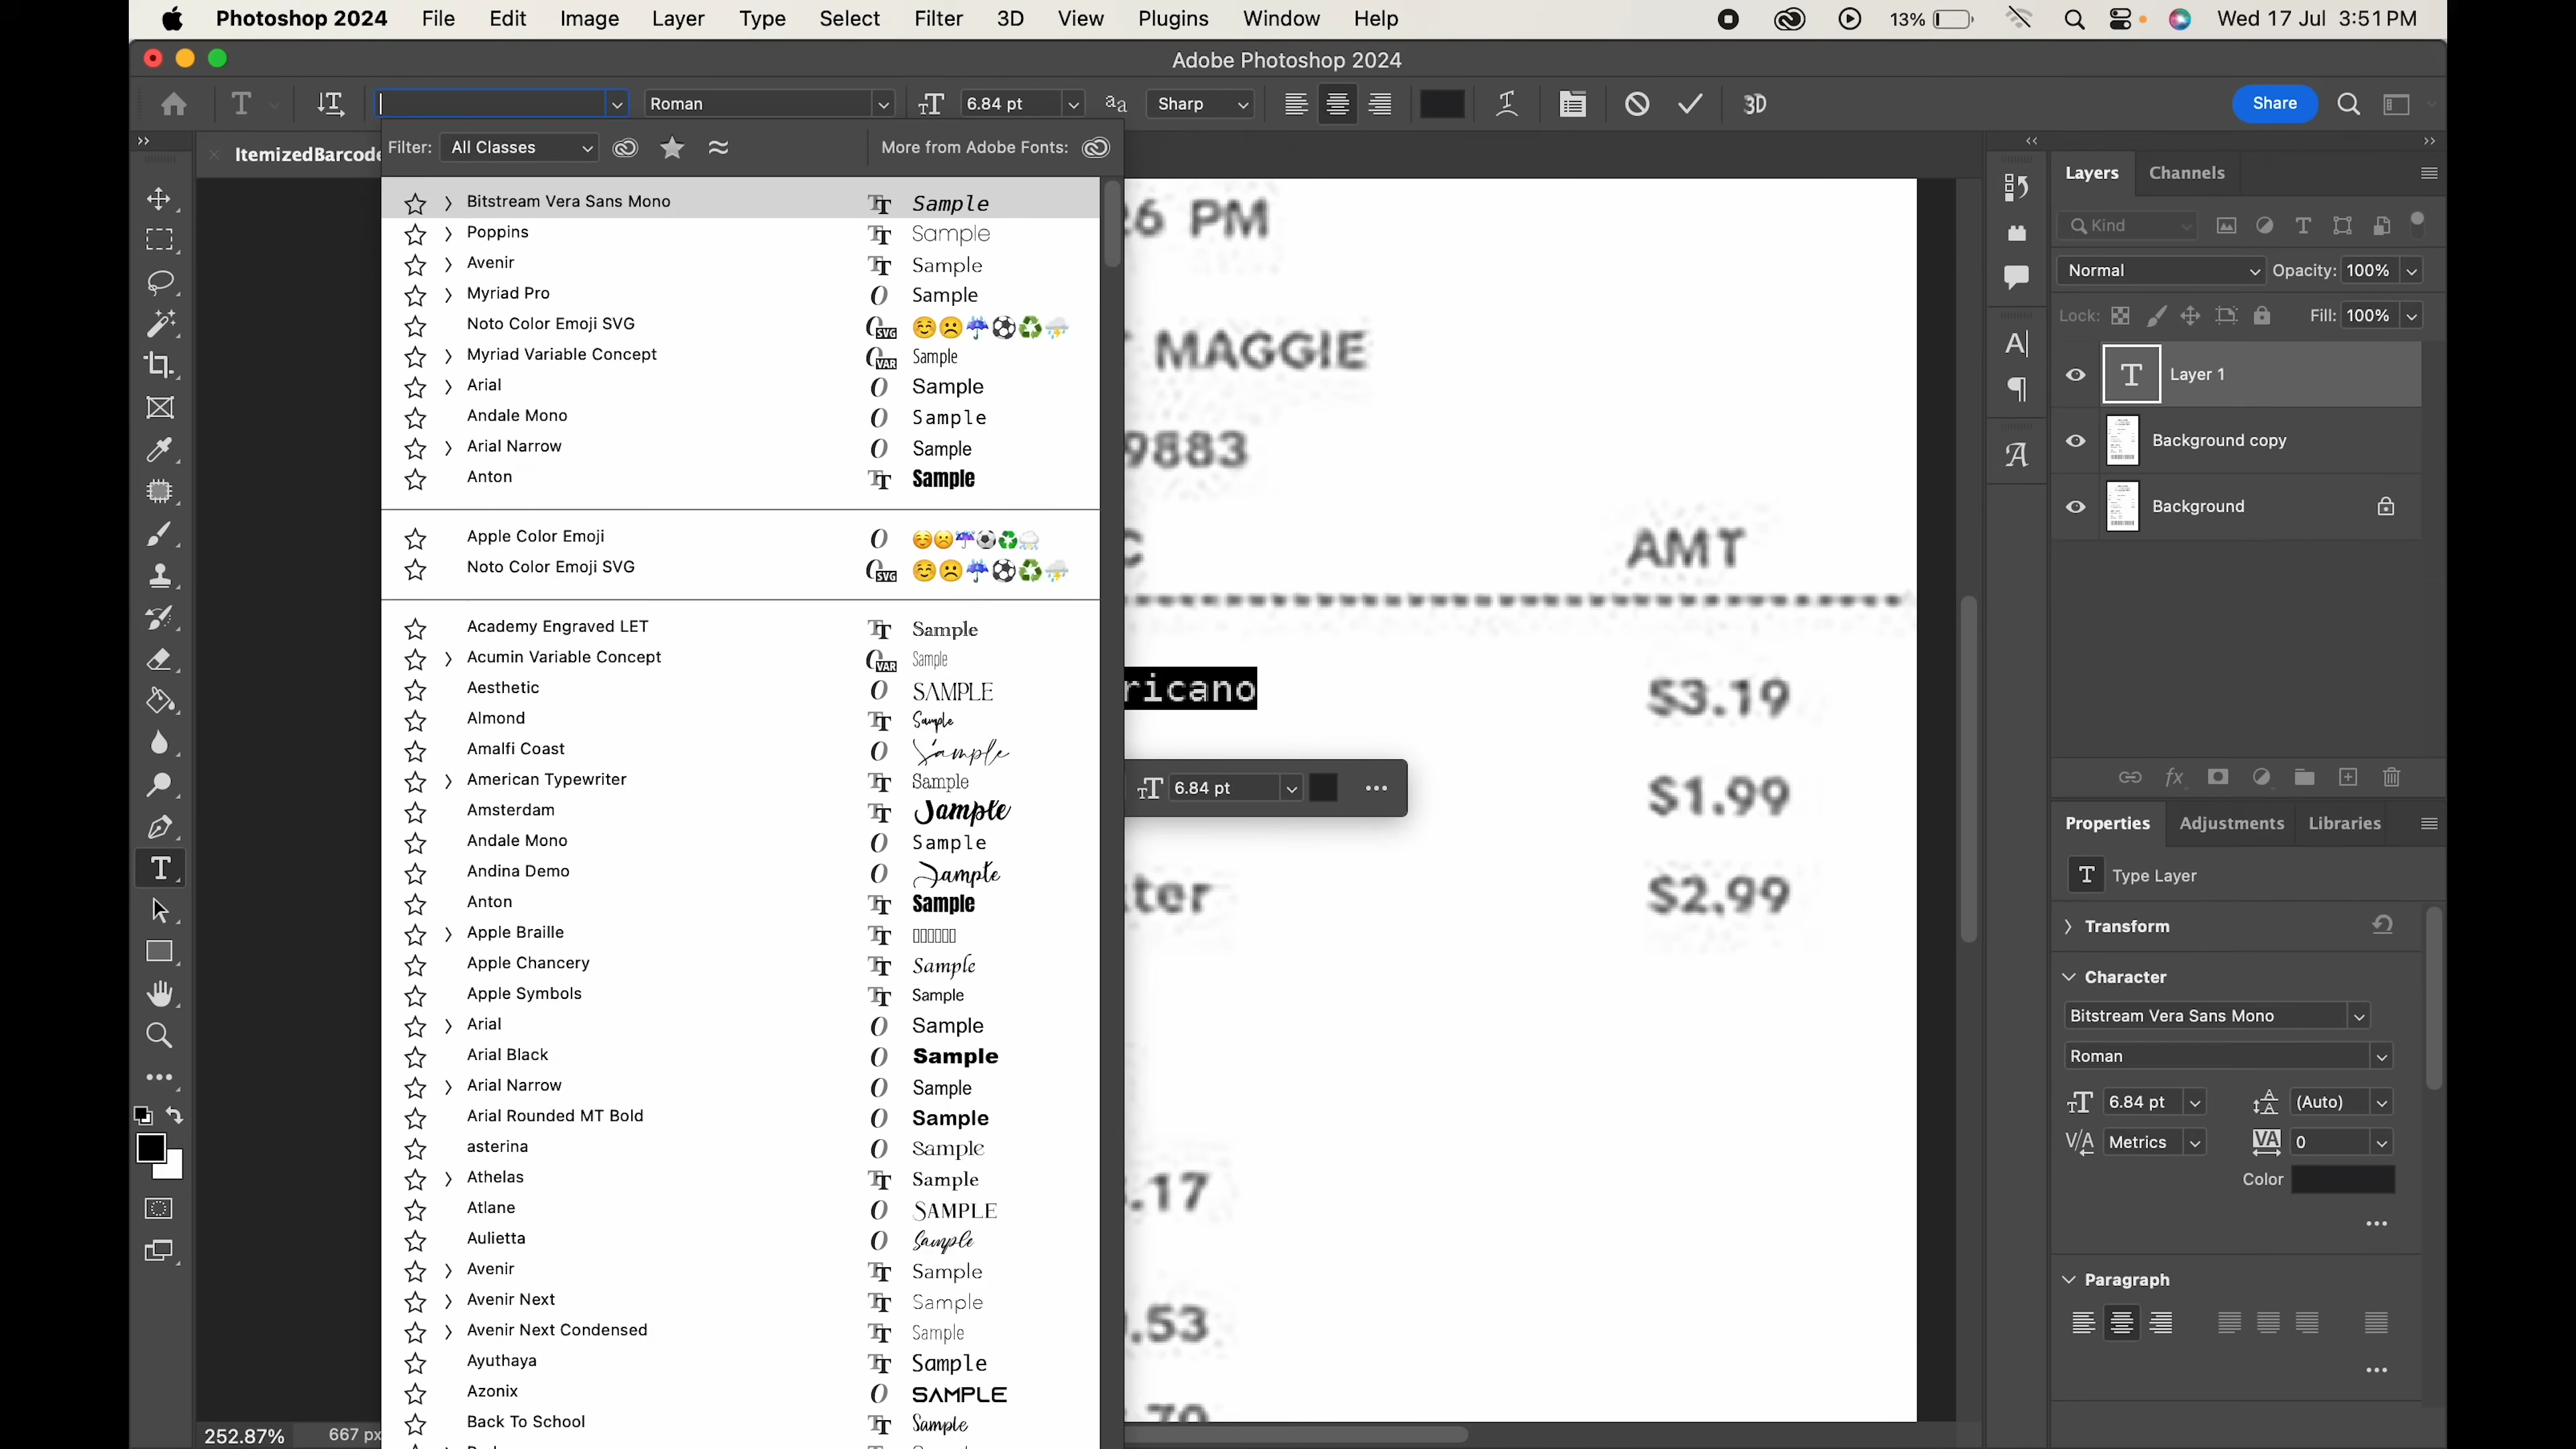 Photoshop 2024 File Edit Image Layer Type Select Filter 3D View Plugins Window Help 13% Wed 17 Jul 3:51 PM
Adobe Photoshop 2024
Roman 6.84 pt aa Sharp 3D Share
ItemizedBarcode
Filter: All Classes More from Adobe Fonts:
Bitstream Vera Sans Mono Sample
Poppins Sample
Avenir Sample
Myriad Pro Sample
Noto Color Emoji SVG
Myriad Variable Concept Sample
Arial Sample
Andale Mono Sample
Arial Narrow Sample
Anton Sample
Apple Color Emoji
Noto Color Emoji SVG
Academy Engraved LET Sample
Acumin Variable Concept Sample
Aesthetic SAMPLE
Almond Sample
Amalfi Coast Sample
American Typewriter Sample
Amsterdam Sample
Andale Mono Sample
Andina Demo Sample
Anton Sample
Apple Braille
Apple Chancery Sample
Apple Symbols Sample
Arial Sample
Arial Black Sample
Arial Narrow Sample
Arial Rounded MT Bold Sample
asterina Sample
Athelas Sample
Atlane SAMPLE
Aulietta Sample
Avenir Sample
Avenir Next Sample
Avenir Next Condensed Sample
Ayuthaya Sample
Azonix SAMPLE
Back To School Sample
26 PM
MAGGIE
9883
C AMT
ricano $3.19
6.84 pt
$1.99
ter $2.99
.17
.53
.70
252.87% 667 px
Layers Channels
Kind
Normal Opacity: 100%
Lock: Fill: 100%
Layer 1
Background copy
Background
fx
Properties Adjustments Libraries
Type Layer
Transform
Character
Bitstream Vera Sans Mono
Roman
6.84 pt (Auto)
Metrics 0
Color
Paragraph